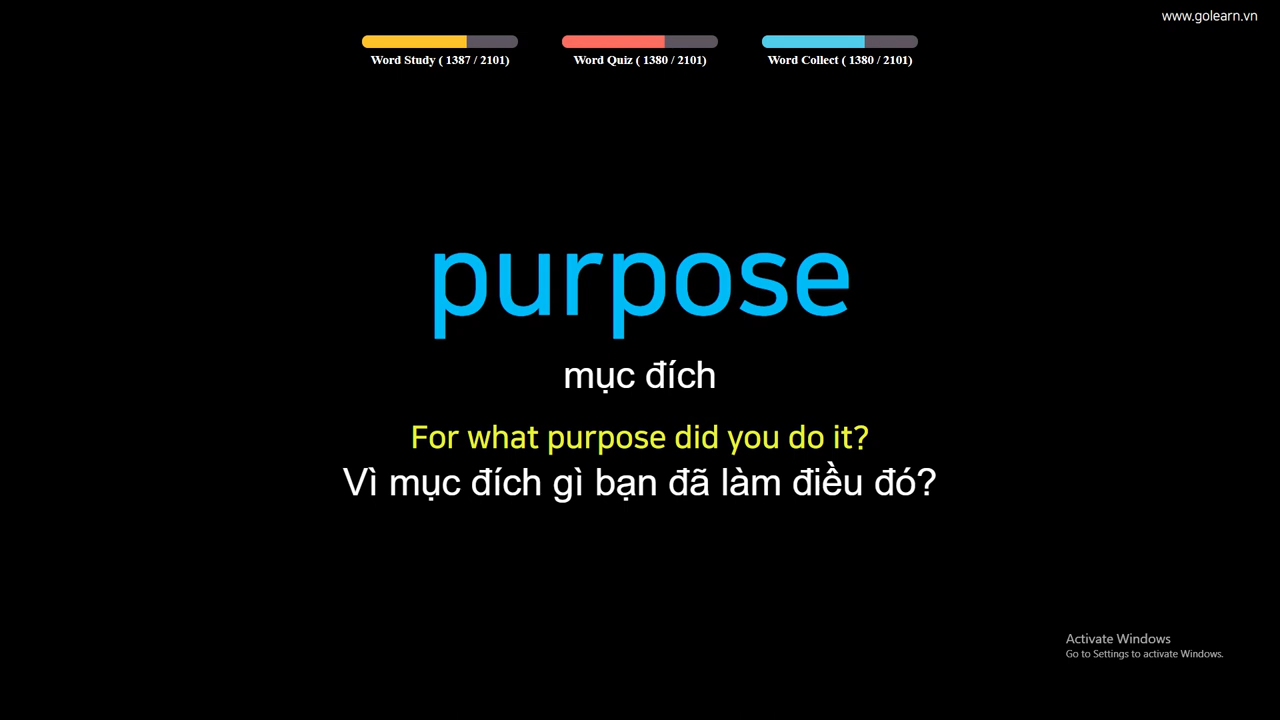 www.golearn.vn
Word Study ( 1387 / 2101) Word Quiz ( 1380 / 2101) Word Collect ( 1380 / 2101)
purpose
mục đích
For what purpose did you do it?
Vì mục đích gì bạn đã làm điều đó?
Activate Windows
Go to Settings to activate Windows.